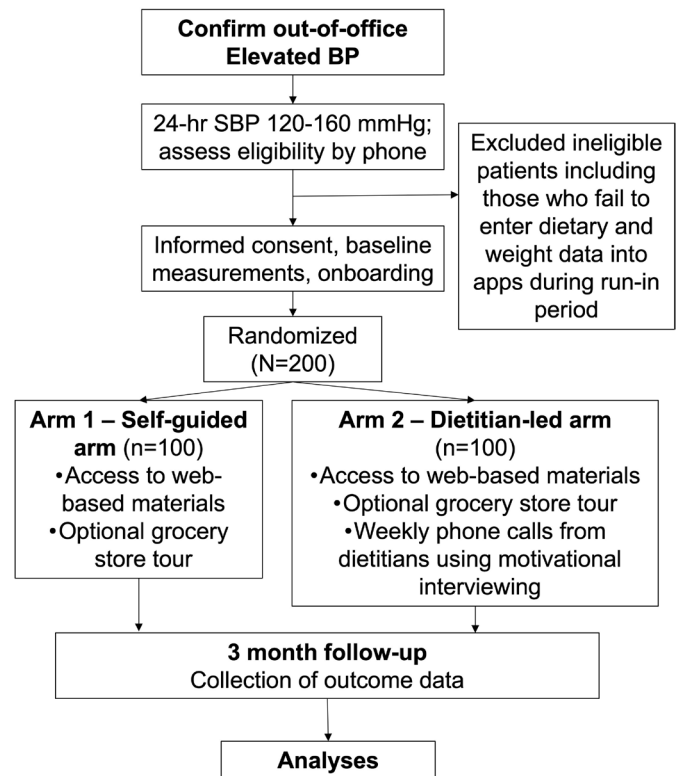 Confirm out-of-office
Elevated BP
24-hr SBP 120-160 mmHg;
assess eligibility by phone
Excluded ineligible
patients including
those who fail to
enter dietary and
weight data into
apps during run-in
period
Informed consent, baseline
measurements, onboarding
Randomized
(N=200)
Arm 1 – Self-guided
arm (n=100)
•Access to web-
based materials
•Optional grocery
store tour
Arm 2 – Dietitian-led arm
(n=100)
•Access to web-based materials
•Optional grocery store tour
•Weekly phone calls from
dietitians using motivational
interviewing
3 month follow-up
Collection of outcome data
Analyses